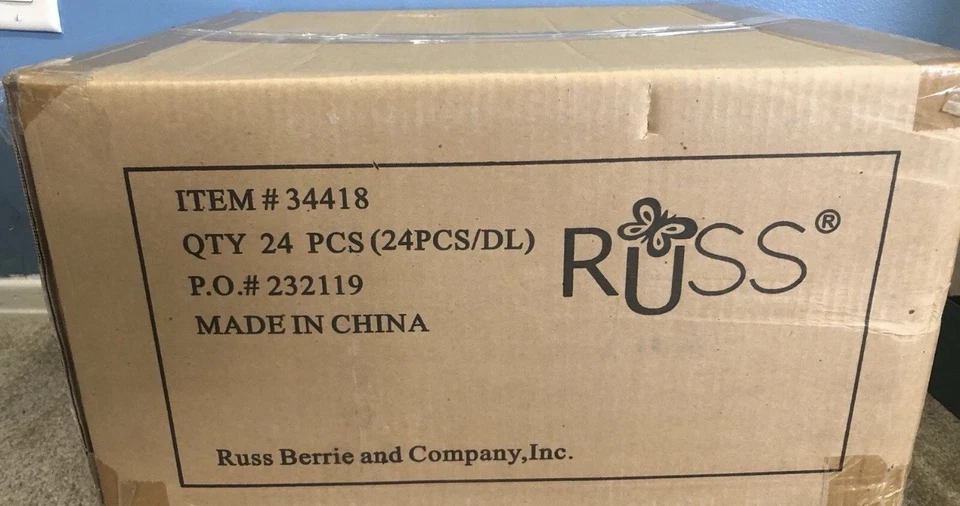 ITEM # 34418
QTY 24 PCS (24PCS/DL)
P.O.# 232119
MADE IN CHINA
RUSS®
Russ Berrie and Company,Inc.